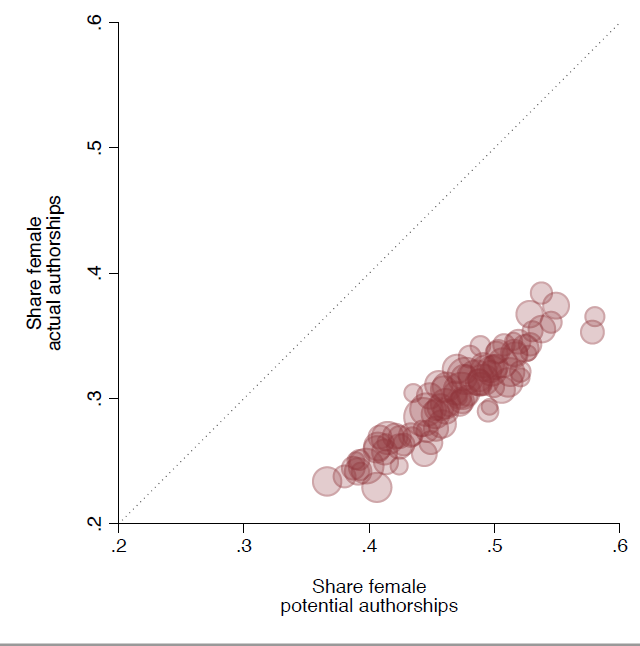 .6
.5
.4
.3
.2
Share female
actual authorships
.2 .3 .4 .5 .6
Share female
potential authorships